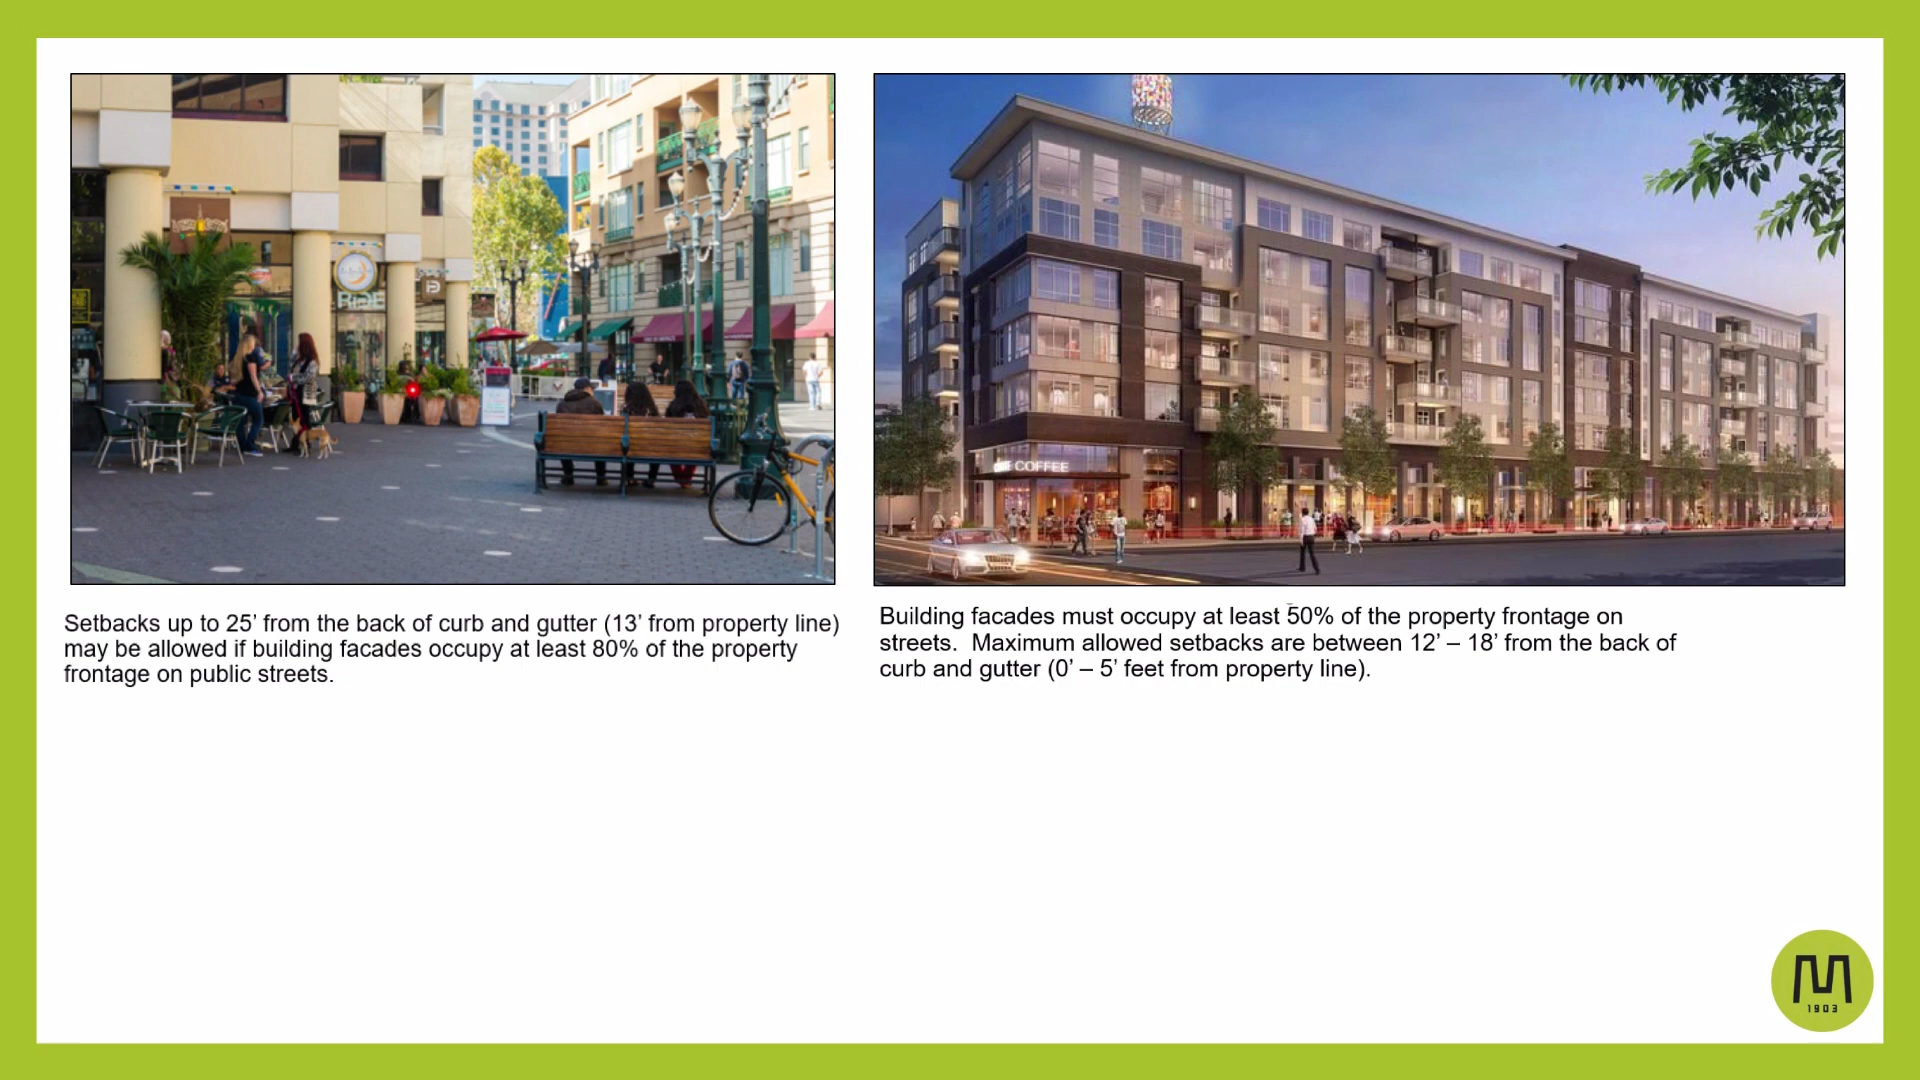 RIDE
COFFEE
Setbacks up to 25’ from the back of curb and gutter (13’ from property line)
may be allowed if building facades occupy at least 80% of the property
frontage on public streets.
Building facades must occupy at least 50% of the property frontage on
streets.  Maximum allowed setbacks are between 12’ – 18’ from the back of
curb and gutter (0’ – 5’ feet from property line).
M
1903